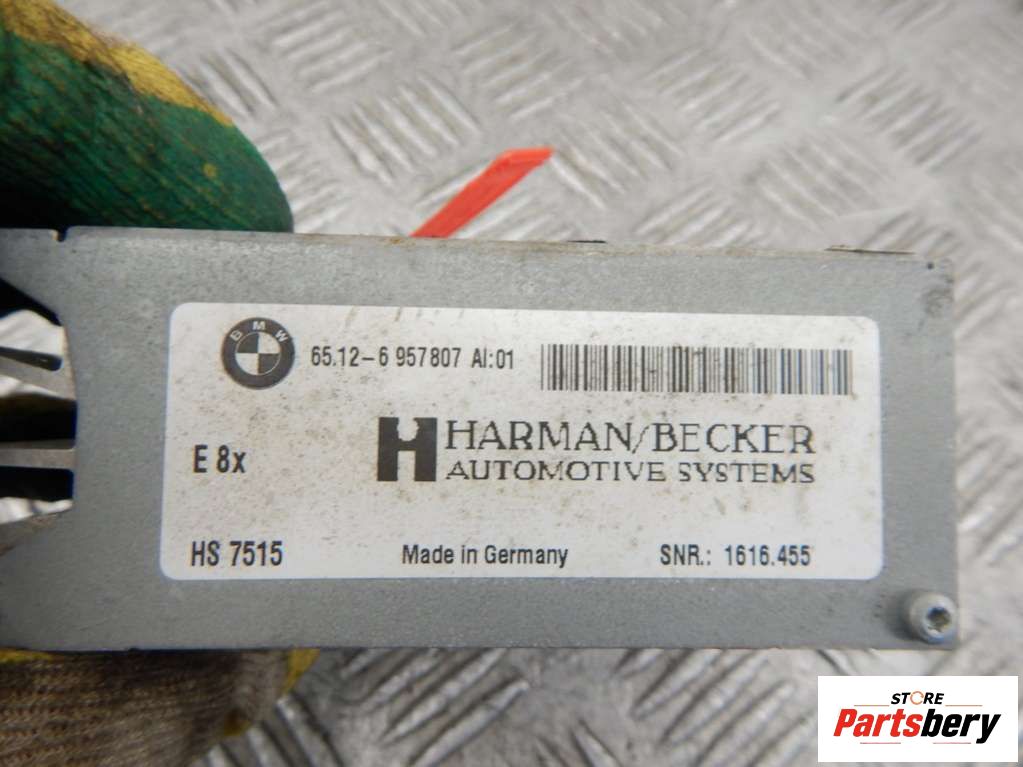 BMW
65.12-6 957807 AI:01
E 8x
HARMAN/BECKER
AUTOMOTIVE SYSTEMS
HS 7515
Made in Germany
SNR.: 1616.455
STORE
Partsbery